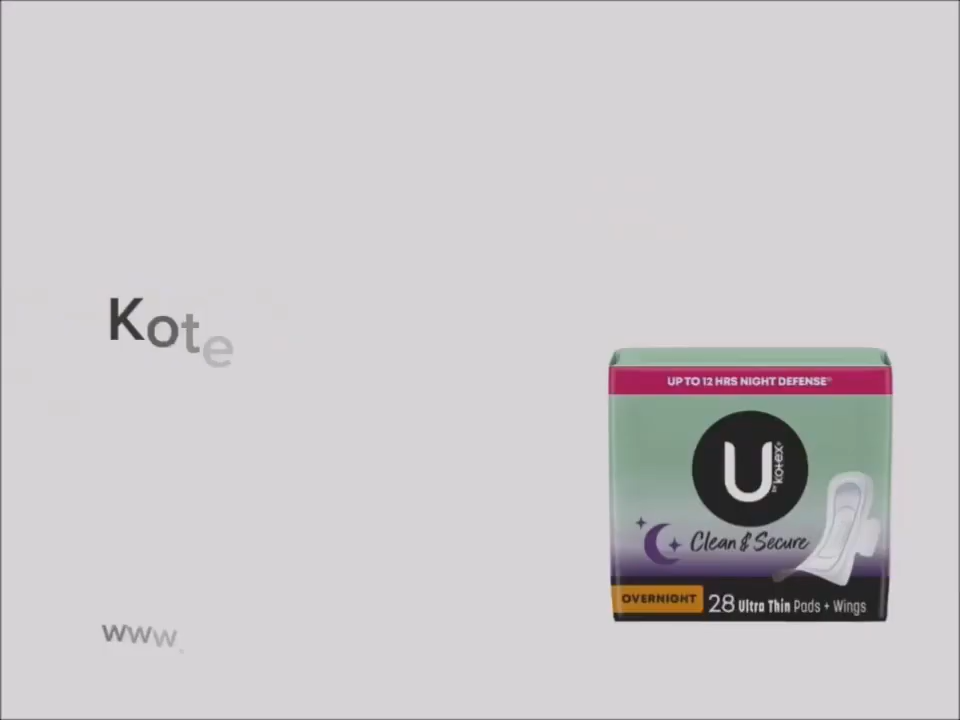 Kote
www.
UP TO 12 HRS NIGHT DEFENSE*
U
BY Kotex®
Clean & Secure
OVERNIGHT
28 Ultra Thin Pads + Wings